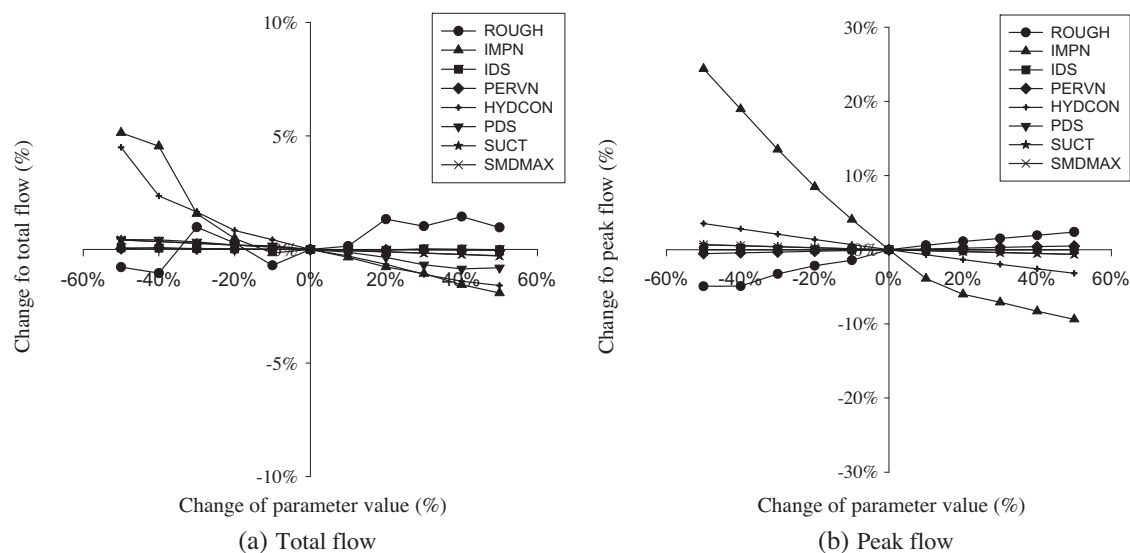 10%
5%
0%
-5%
-10%
-60%
-40%
-20%
0%
20%
40%
60%
Change fo total flow (%)
Change of parameter value (%)
ROUGH
IMPN
IDS
PERVN
HYDCON
PDS
SUCT
SMDMAX
(a) Total flow
30%
20%
10%
0%
-10%
-20%
-30%
-60%
-40%
-20%
0%
20%
40%
60%
Change fo peak flow (%)
Change of parameter value (%)
ROUGH
IMPN
IDS
PERVN
HYDCON
PDS
SUCT
SMDMAX
(b) Peak flow